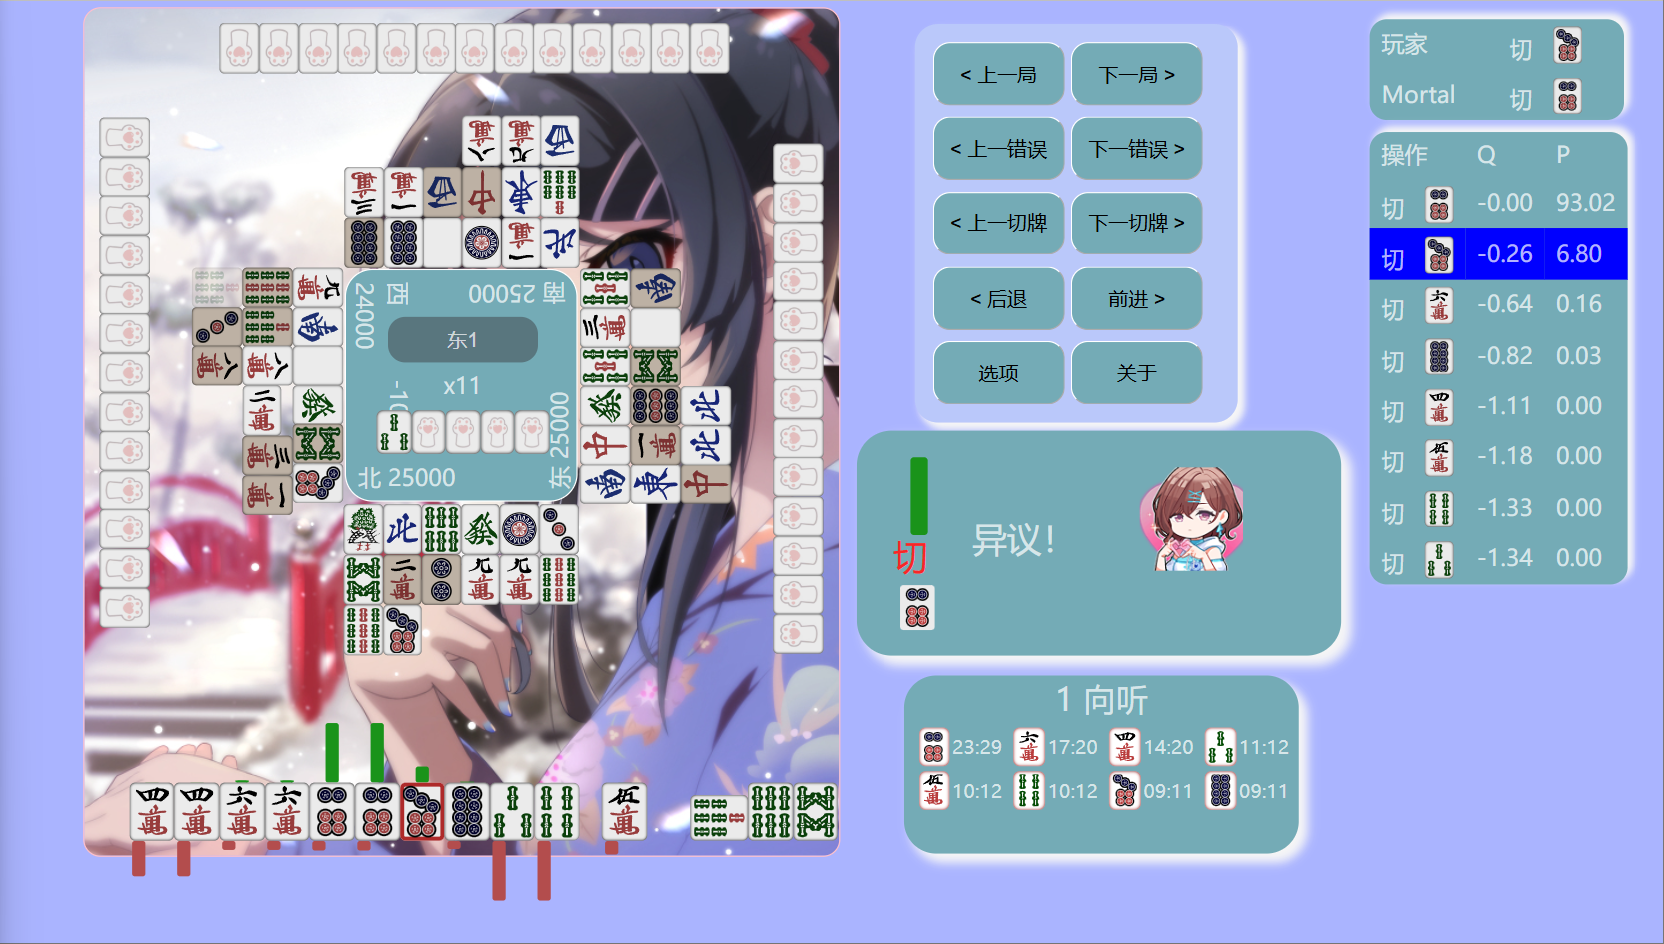 < 上一局
下一局 >
< 上一错误
下一错误 >
< 上一切牌
下一切牌 >
< 后退
前进 >
选项
关于
玩家 切
Mortal 切
操作 Q P
切 -0.00 93.02
切 -0.26 6.80
切 -0.64 0.16
切 -0.82 0.03
切 -1.11 0.00
切 -1.18 0.00
切 -1.33 0.00
切 -1.34 0.00
西 24000
南 25000
东1
x11
北 25000
东 25000
切
异议!
1 向听
23:29 17:20 14:20 11:12
10:12 10:12 09:11 09:11